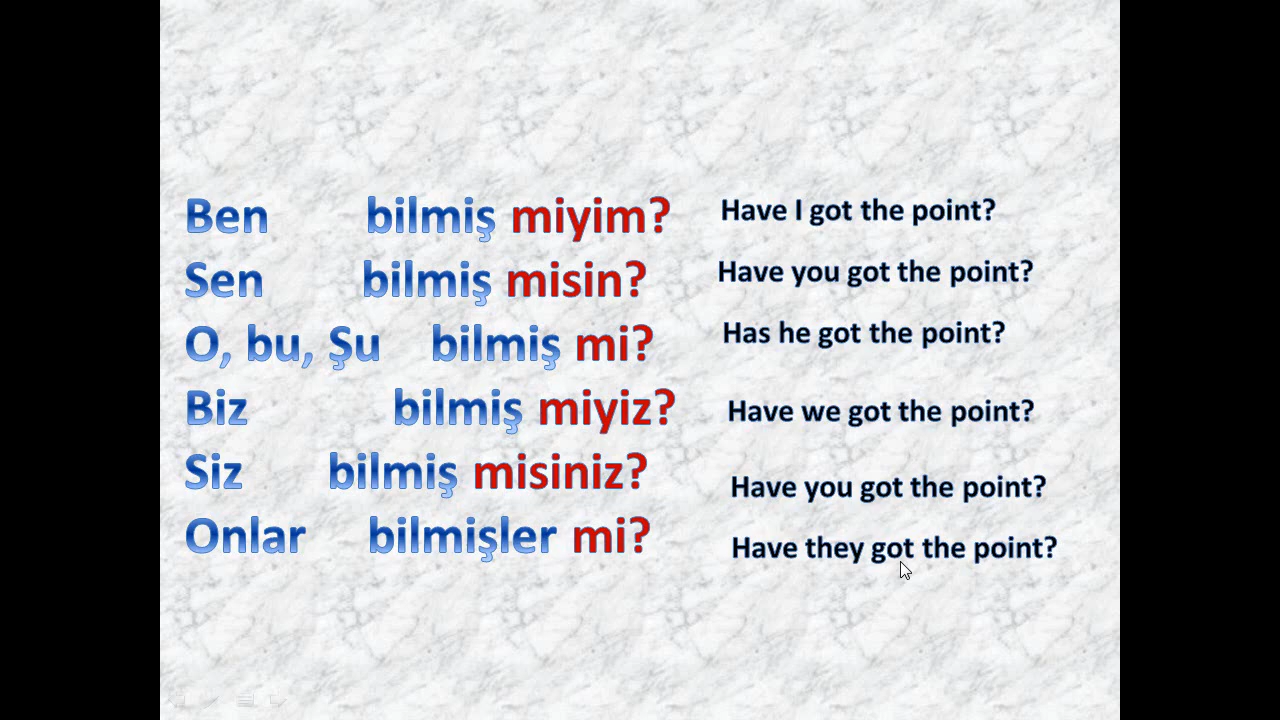 Ben bilmiş miyim? Have I got the point?
Sen bilmiş misin? Have you got the point?
O, bu, Şu bilmiş mi? Has he got the point?
Biz bilmiş miyiz? Have we got the point?
Siz bilmiş misiniz? Have you got the point?
Onlar bilmişler mi? Have they got the point?